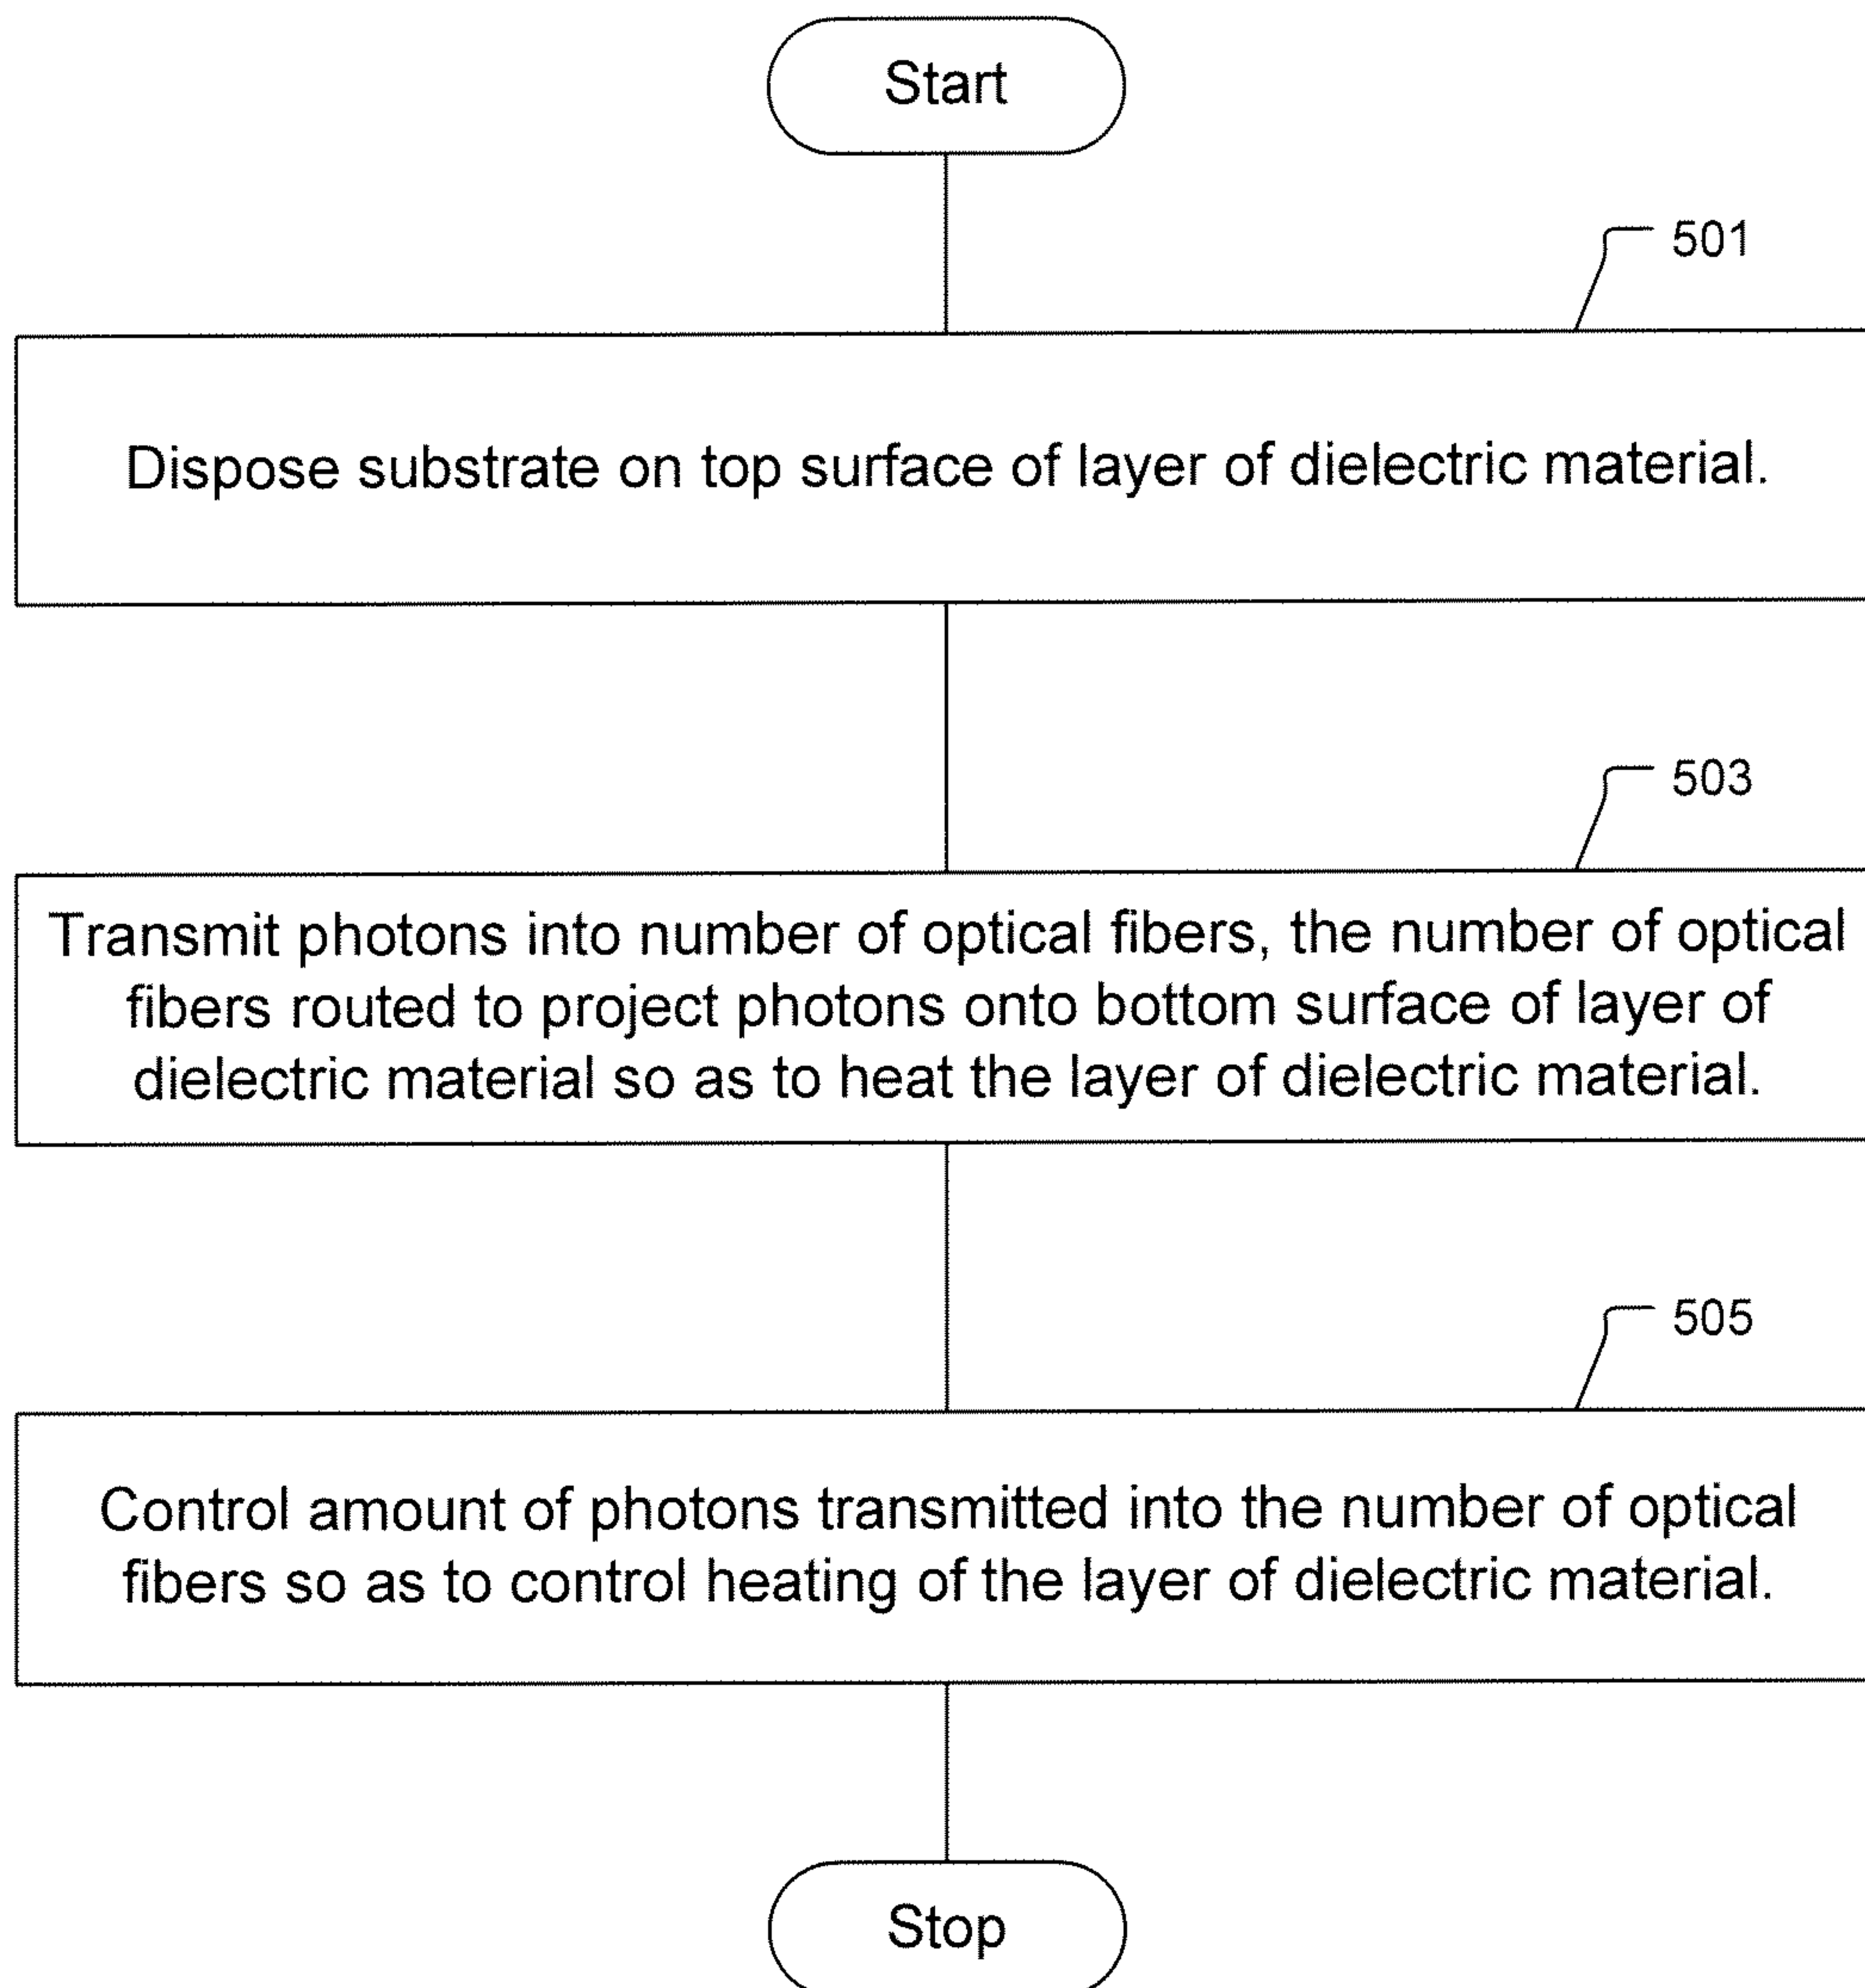 Start
501
Dispose substrate on top surface of layer of dielectric material.
503
Transmit photons into number of optical fibers, the number of optical
fibers routed to project photons onto bottom surface of layer of
dielectric material so as to heat the layer of dielectric material.
505
Control amount of photons transmitted into the number of optical
fibers so as to control heating of the layer of dielectric material.
Stop